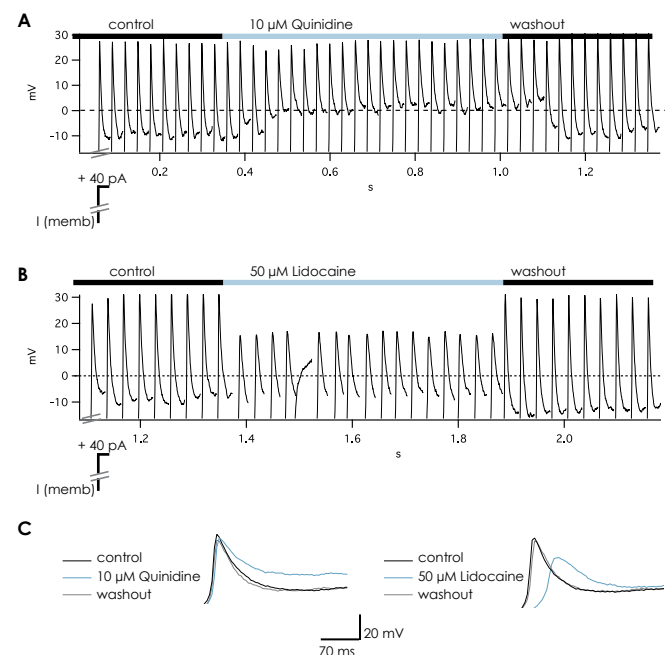 A
control 10 µM Quinidine washout
30
20
10
0
-10
mV
0.2 0.4 0.6 0.8 1.0 1.2
s
+ 40 pA
I (memb)
B
control 50 µM Lidocaine washout
30
20
10
0
-10
mV
1.2 1.4 1.6 1.8 2.0
s
+ 40 pA
I (memb)
C
control
10 µM Quinidine
washout
control
50 µM Lidocaine
washout
20 mV
70 ms